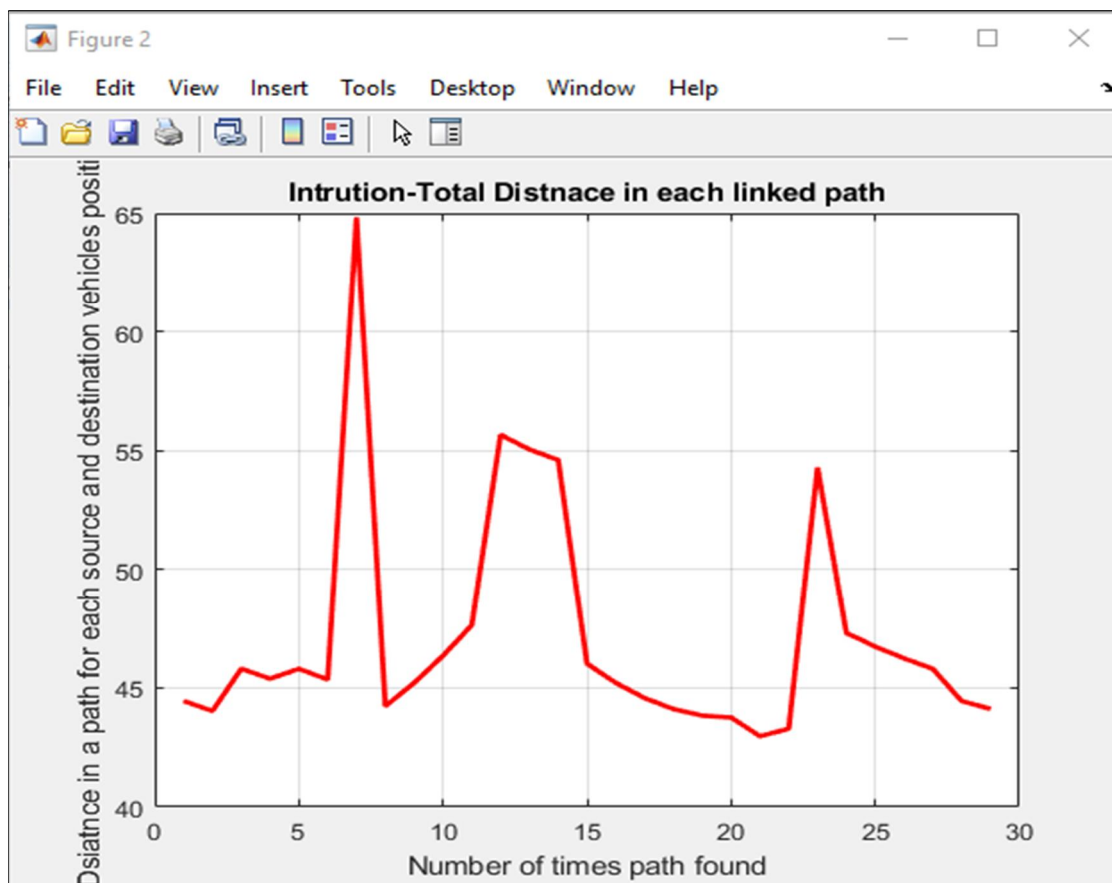 Figure 2
File Edit View Insert Tools Desktop Window Help
Intrution-Total Distnace in each linked path
Dsiatnce in a path for each source and destination vehicles positi
65
60
55
50
45
40
0 5 10 15 20 25 30
Number of times path found